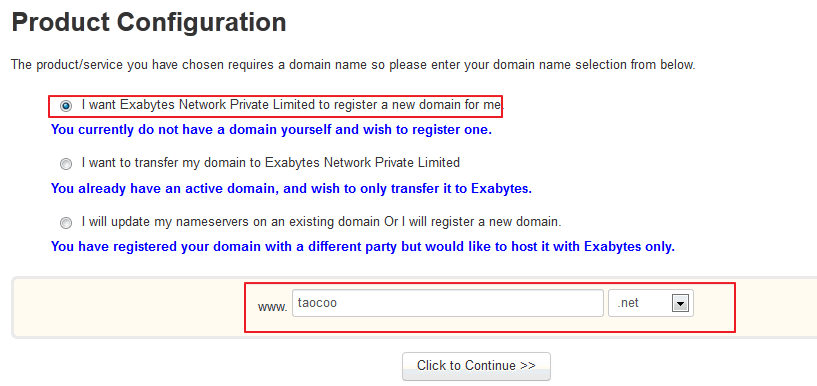 Product Configuration
The product/service you have chosen requires a domain name so please enter your domain name selection from below.
I want Exabytes Network Private Limited to register a new domain for me
You currently do not have a domain yourself and wish to register one.
I want to transfer my domain to Exabytes Network Private Limited
You already have an active domain, and wish to only transfer it to Exabytes.
I will update my nameservers on an existing domain Or I will register a new domain.
You have registered your domain with a different party but would like to host it with Exabytes only.
www. taocoo .net
Click to Continue >>